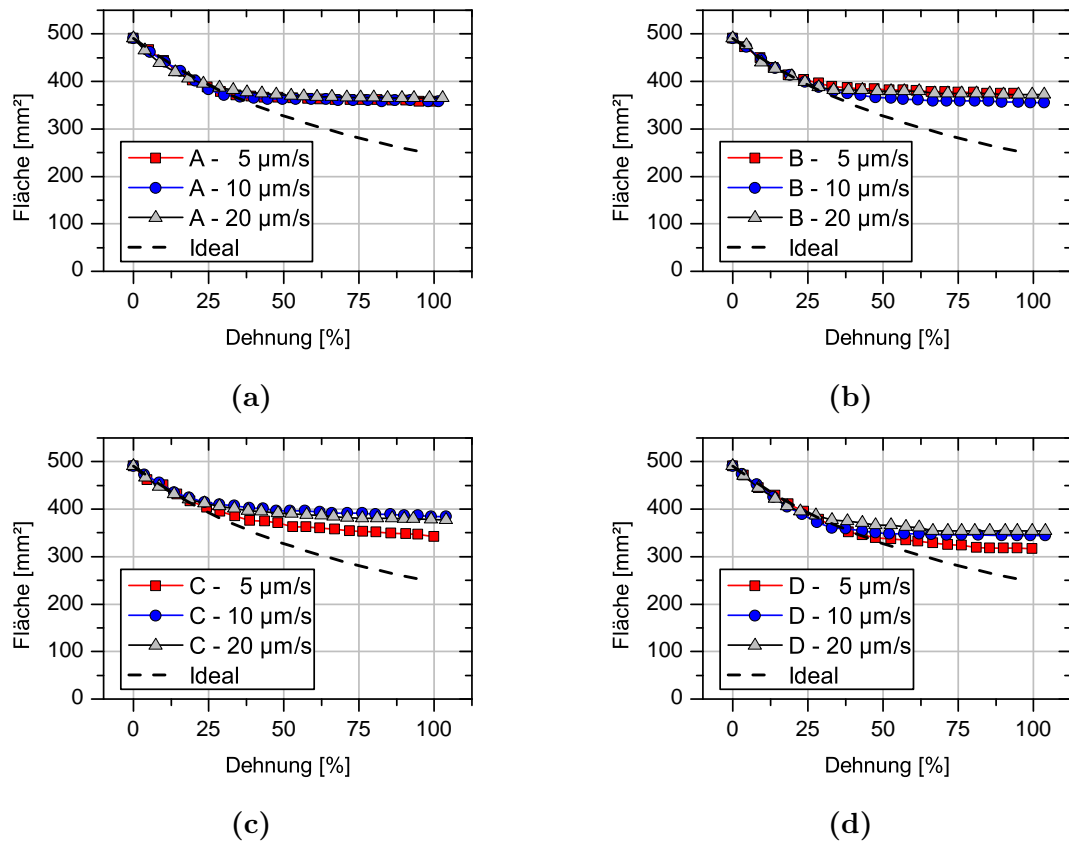 500
400
300
200
100
0
Fläche [mm²]
A - 5 µm/s
A - 10 µm/s
A - 20 µm/s
Ideal
0 25 50 75 100
Dehnung [%]
(a)
500
400
300
200
100
0
Fläche [mm²]
B - 5 µm/s
B - 10 µm/s
B - 20 µm/s
Ideal
0 25 50 75 100
Dehnung [%]
(b)
500
400
300
200
100
0
Fläche [mm²]
C - 5 µm/s
C - 10 µm/s
C - 20 µm/s
Ideal
0 25 50 75 100
Dehnung [%]
(c)
500
400
300
200
100
0
Fläche [mm²]
D - 5 µm/s
D - 10 µm/s
D - 20 µm/s
Ideal
0 25 50 75 100
Dehnung [%]
(d)